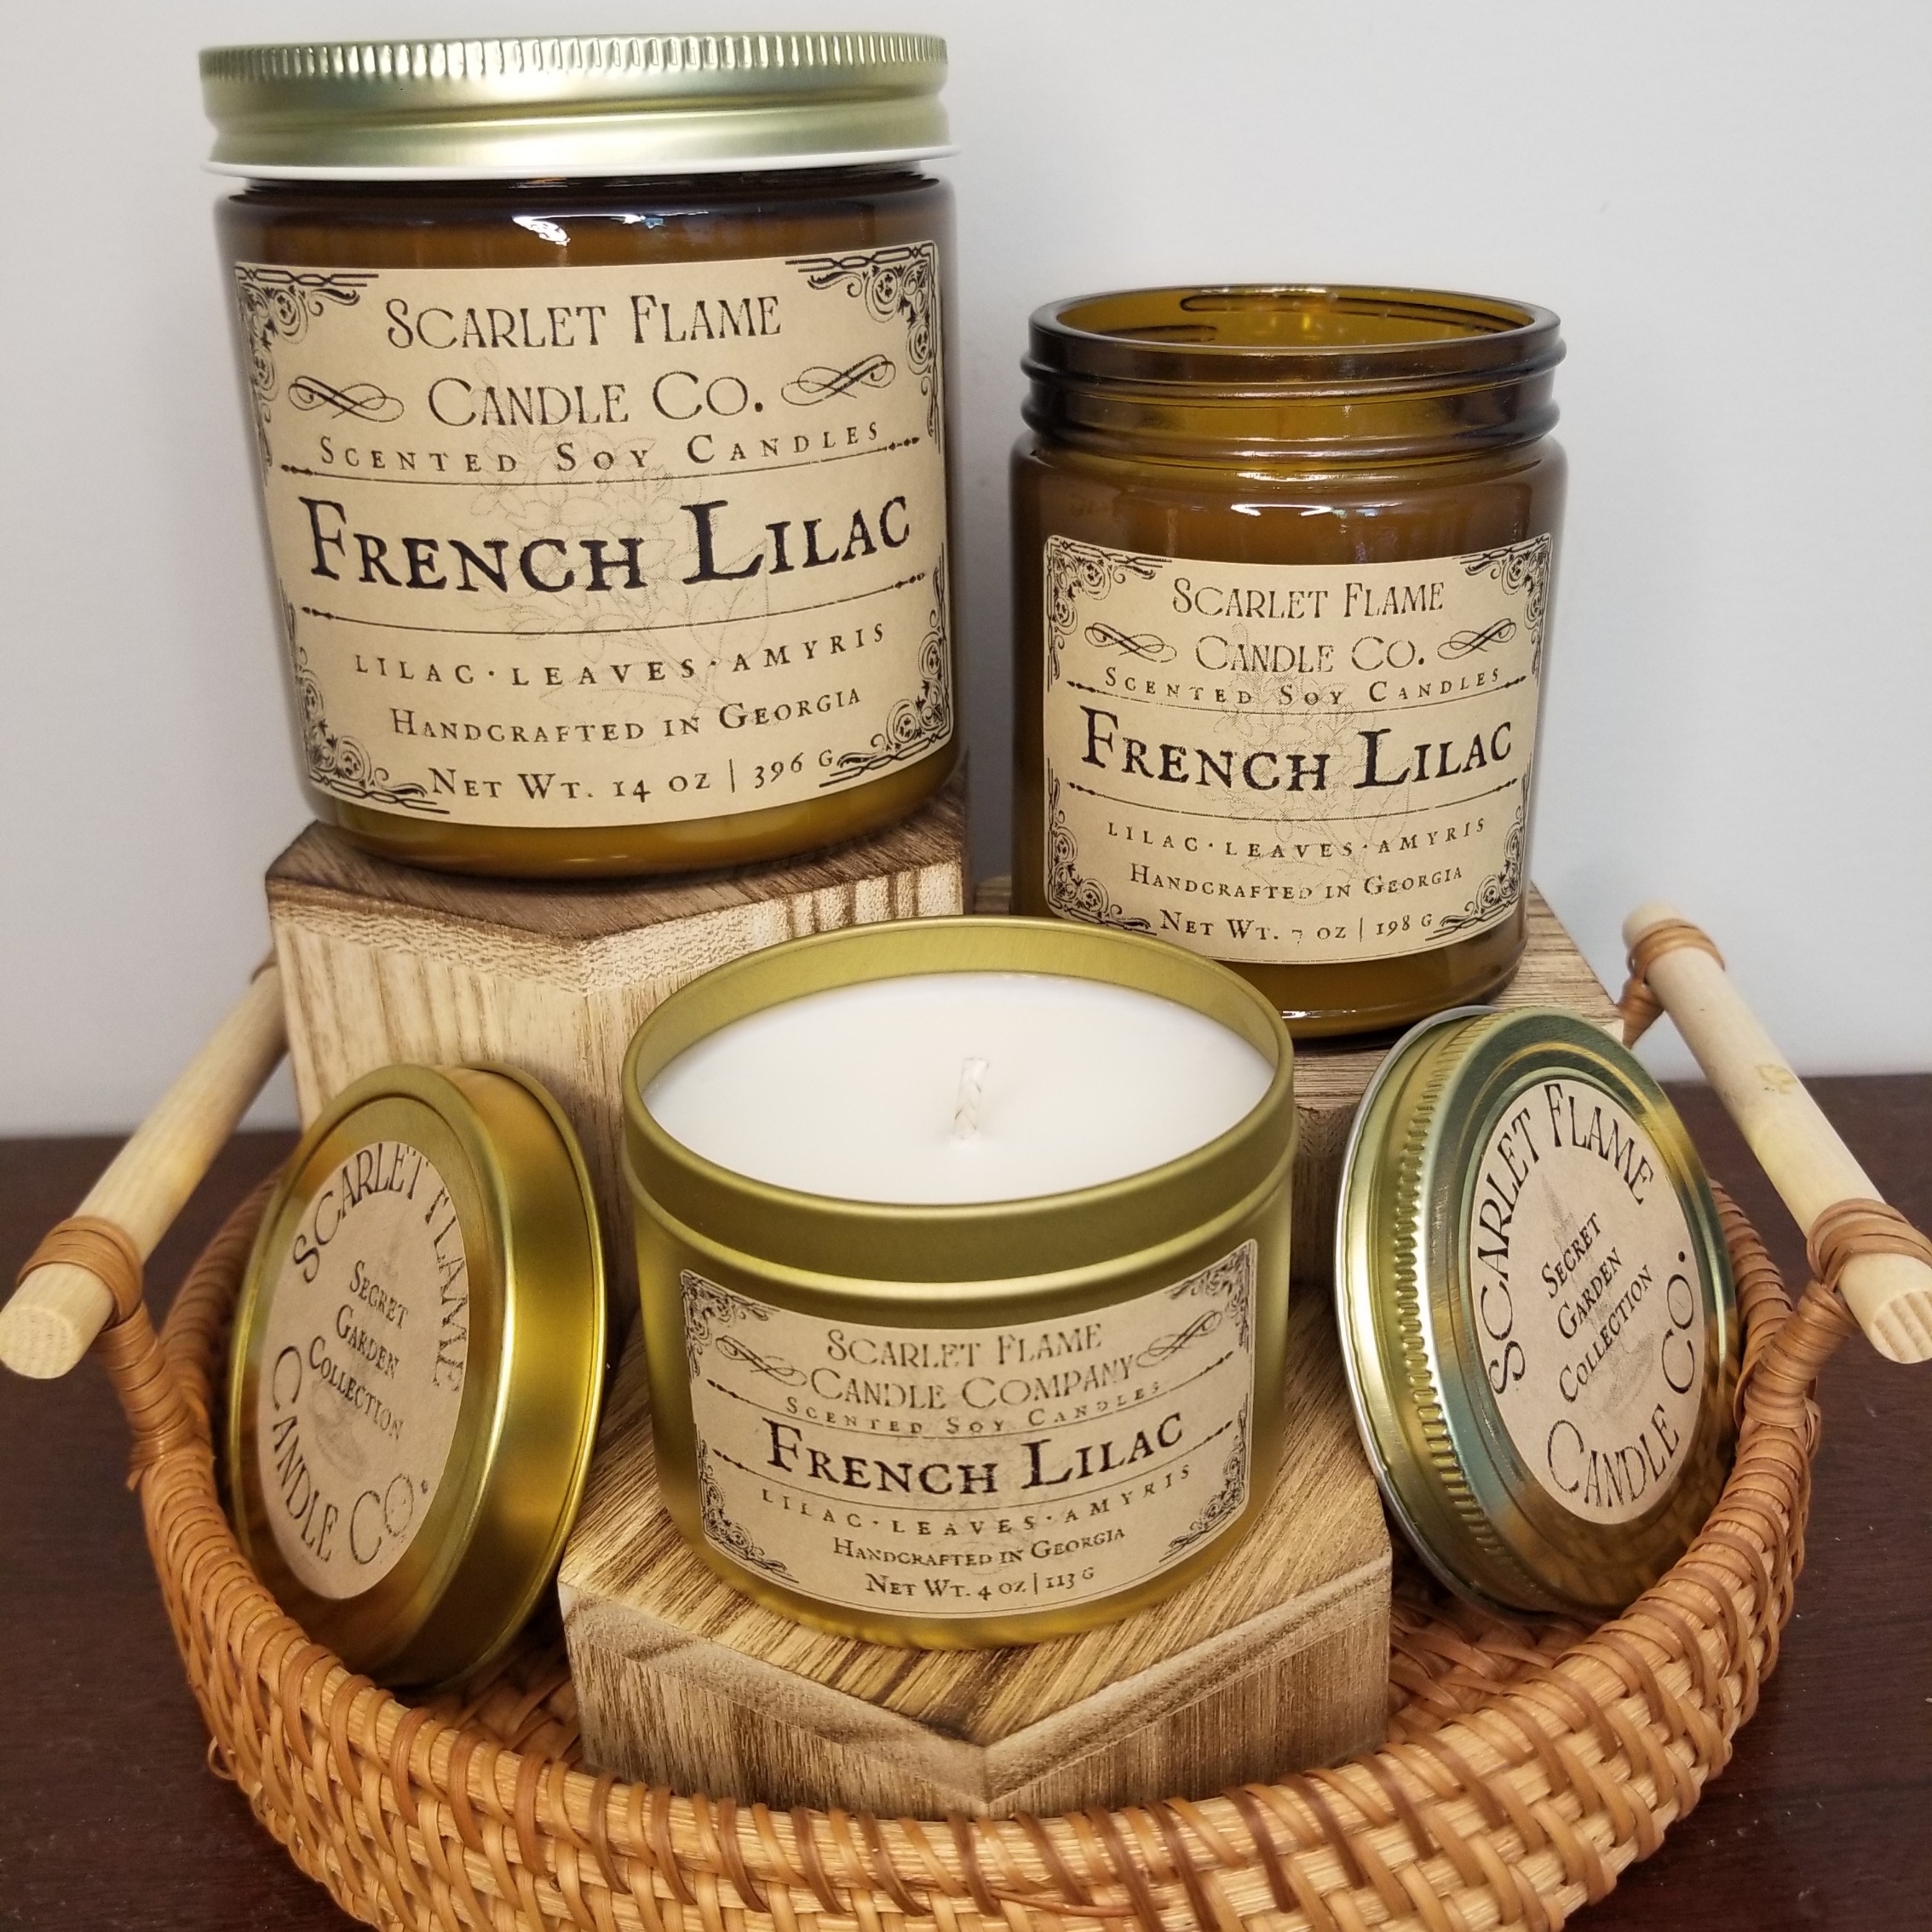 Scarlet Flame
Candle Co.
Scented Soy Candles
French Lilac
Lilac·Leaves·Amyris
Handcrafted in Georgia
Net Wt. 14 oz | 396 g
Scarlet Flame
Candle Co.
Scented Soy Candles
French Lilac
Lilac·Leaves·Amyris
Handcrafted in Georgia
Net Wt. 7 oz | 198 g
Scarlet Flame
Secret
Garden
Collection
Candle Co.
Scarlet Flame
Candle Company
Scented Soy Candles
French Lilac
Lilac·Leaves·Amyris
Handcrafted in Georgia
Net Wt. 4 oz | 113 g
Scarlet Flame
Secret
Garden
Collection
Candle Co.